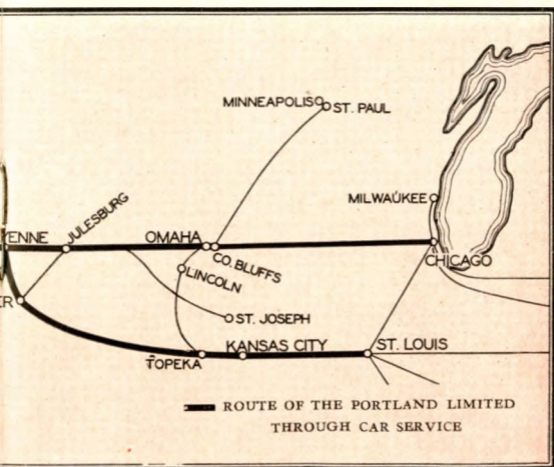 MINNEAPOLIS
ST. PAUL
MILWAUKEE
JULESBURG
ENNE
OMAHA
CO. BLUFFS
CHICAGO
LINCOLN
ER
ST. JOSEPH
KANSAS CITY
ST. LOUIS
TOPEKA
ROUTE OF THE PORTLAND LIMITED
THROUGH CAR SERVICE